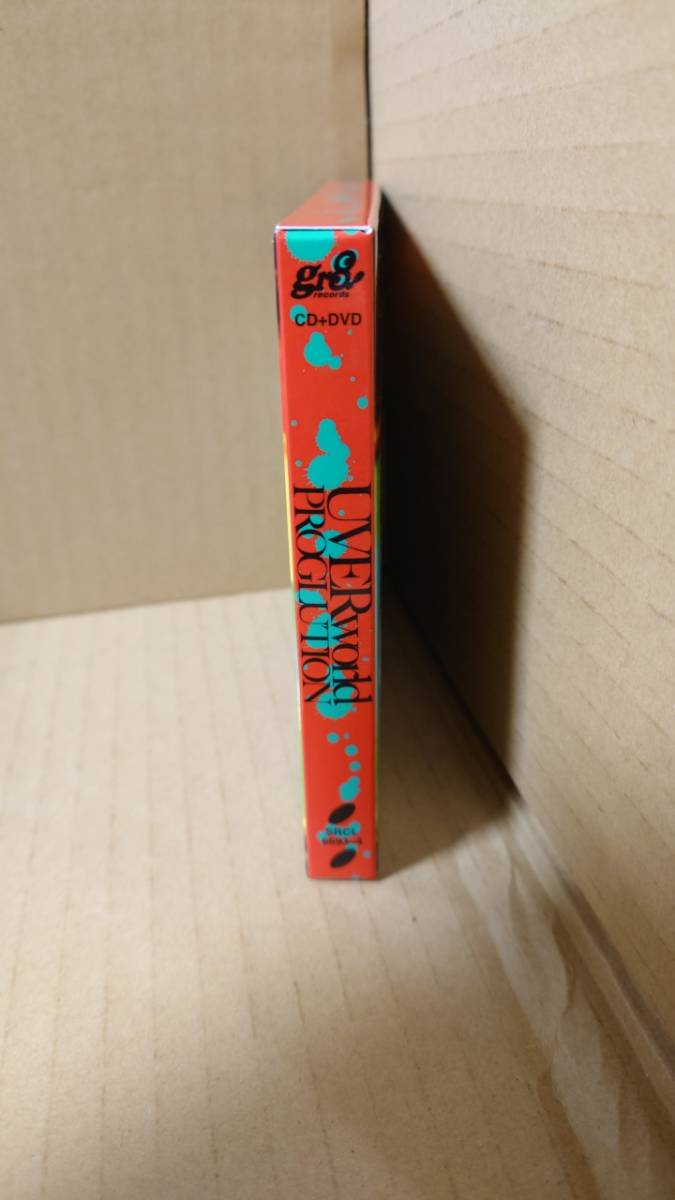 gr8!
records
CD+DVD
UVERworld
PROGLUTION
SRCL